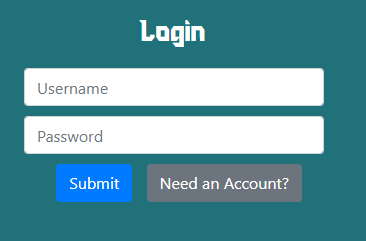 Login
Username
Password
Submit Need an Account?